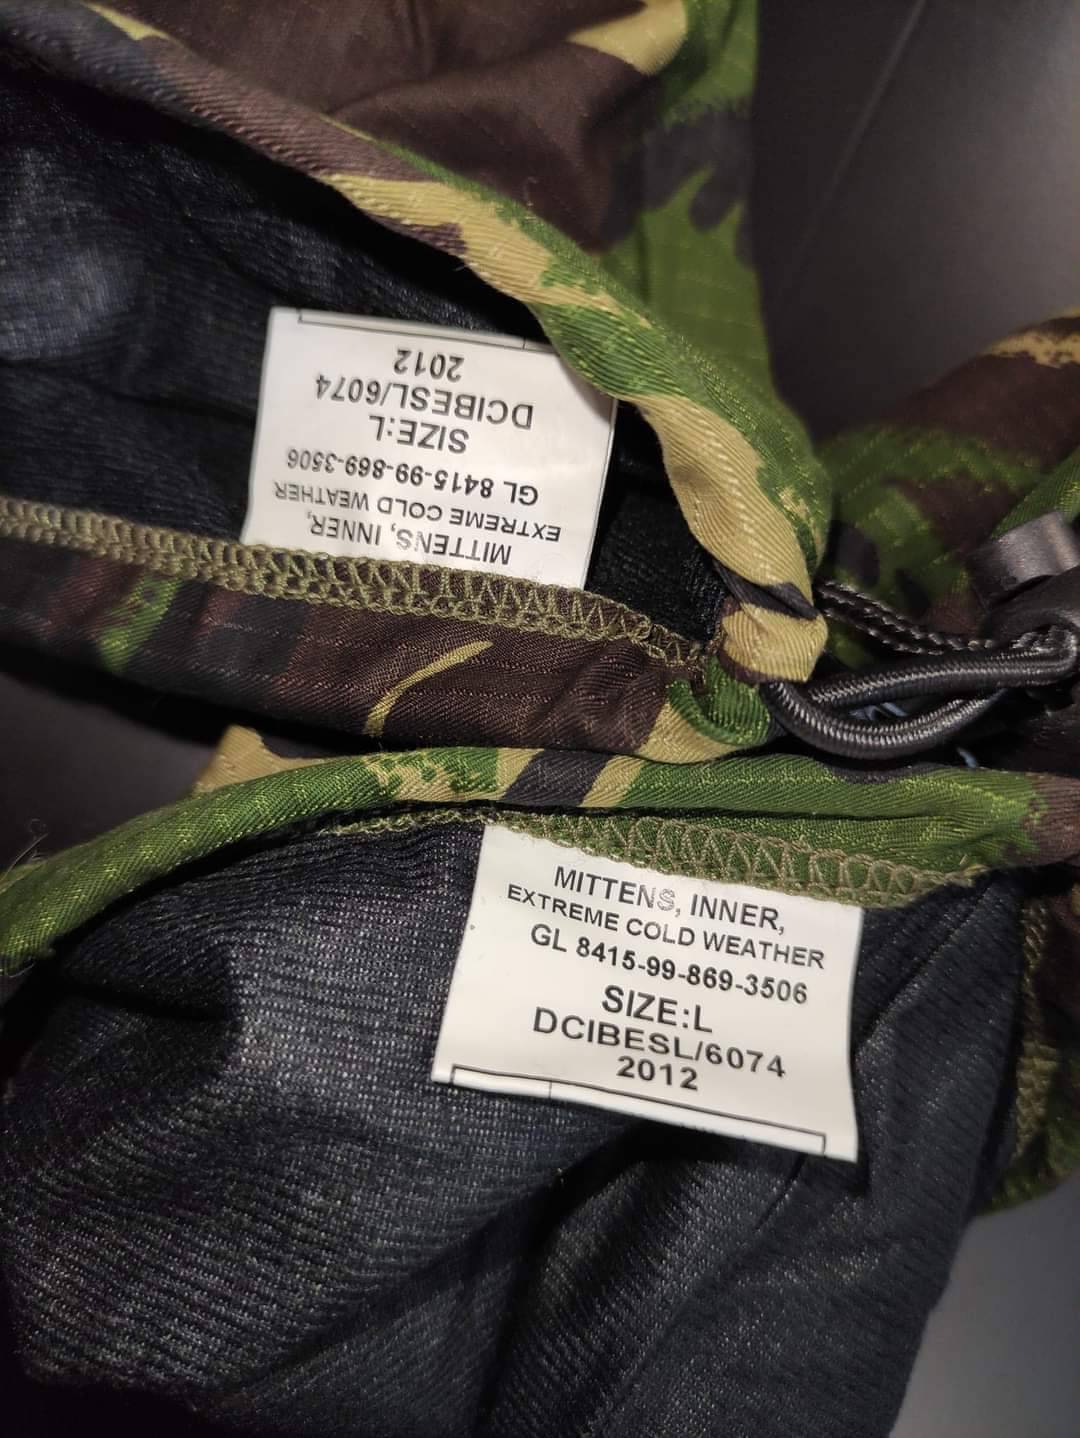 MITTENS, INNER,
EXTREME COLD WEATHER
GL 8415-99-869-3506
SIZE:L
DCIBESL/6074
2012
MITTENS, INNER,
EXTREME COLD WEATHER
GL 8415-99-869-3506
SIZE:L
DCIBESL/6074
2012